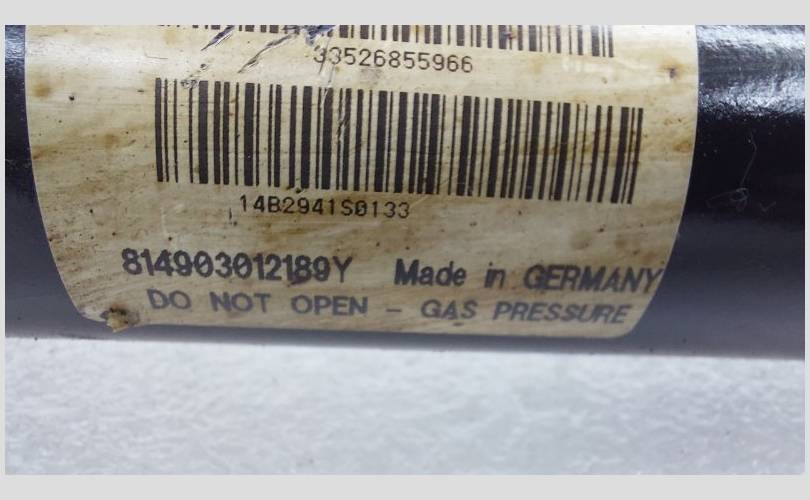 33526855966
14B2941S0133
814903012189Y Made in GERMANY
DO NOT OPEN - GAS PRESSURE